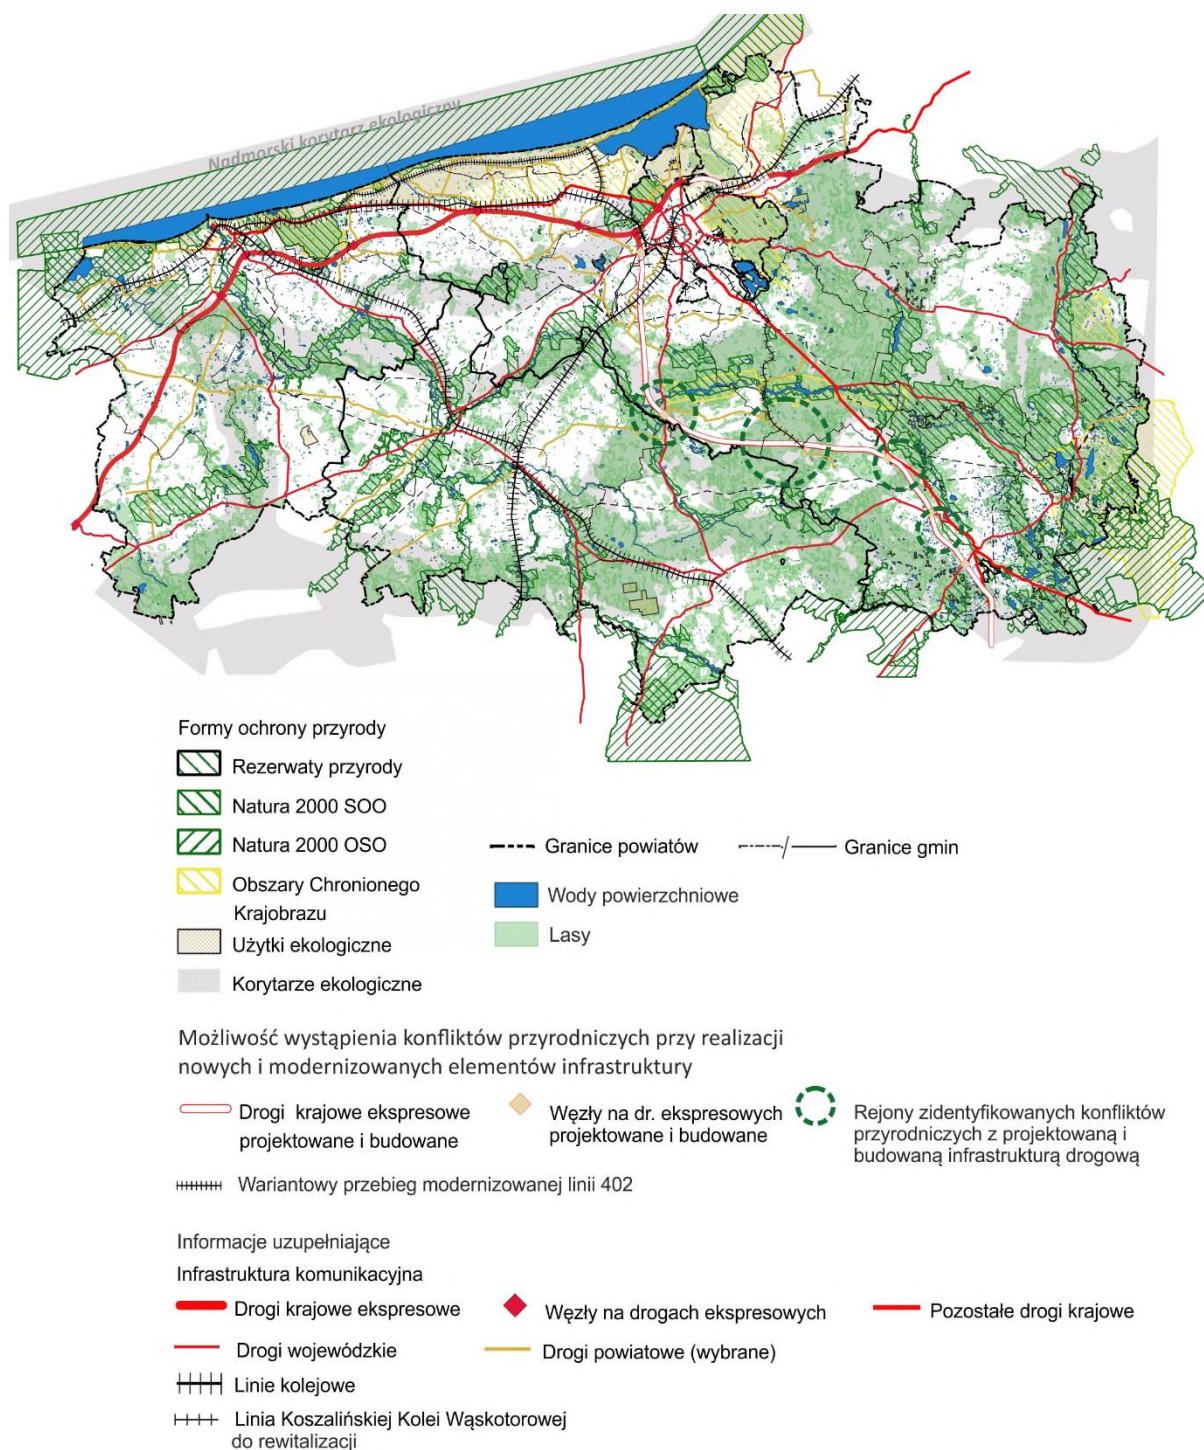 Nadmorski korytarz ekologiczny
Formy ochrony przyrody
Rezerwaty przyrody
Natura 2000 SOO
Natura 2000 OSO
Obszary Chronionego
Krajobrazu
Użytki ekologiczne
Korytarze ekologiczne
Granice powiatów
Granice gmin
Wody powierzchniowe
Lasy
Możliwość wystąpienia konfliktów przyrodniczych przy realizacji
nowych i modernizowanych elementów infrastruktury
Drogi krajowe ekspresowe
projektowane i budowane
Węzły na dr. ekspresowych
projektowane i budowane
Rejony zidentyfikowanych konfliktów
przyrodniczych z projektowaną i
budowaną infrastrukturą drogową
Wariantowy przebieg modernizowanej linii 402
Informacje uzupełniające
Infrastruktura komunikacyjna
Drogi krajowe ekspresowe
Węzły na drogach ekspresowych
Pozostałe drogi krajowe
Drogi wojewódzkie
Drogi powiatowe (wybrane)
Linie kolejowe
Linia Koszalińskiej Kolei Wąskotorowej
do rewitalizacji